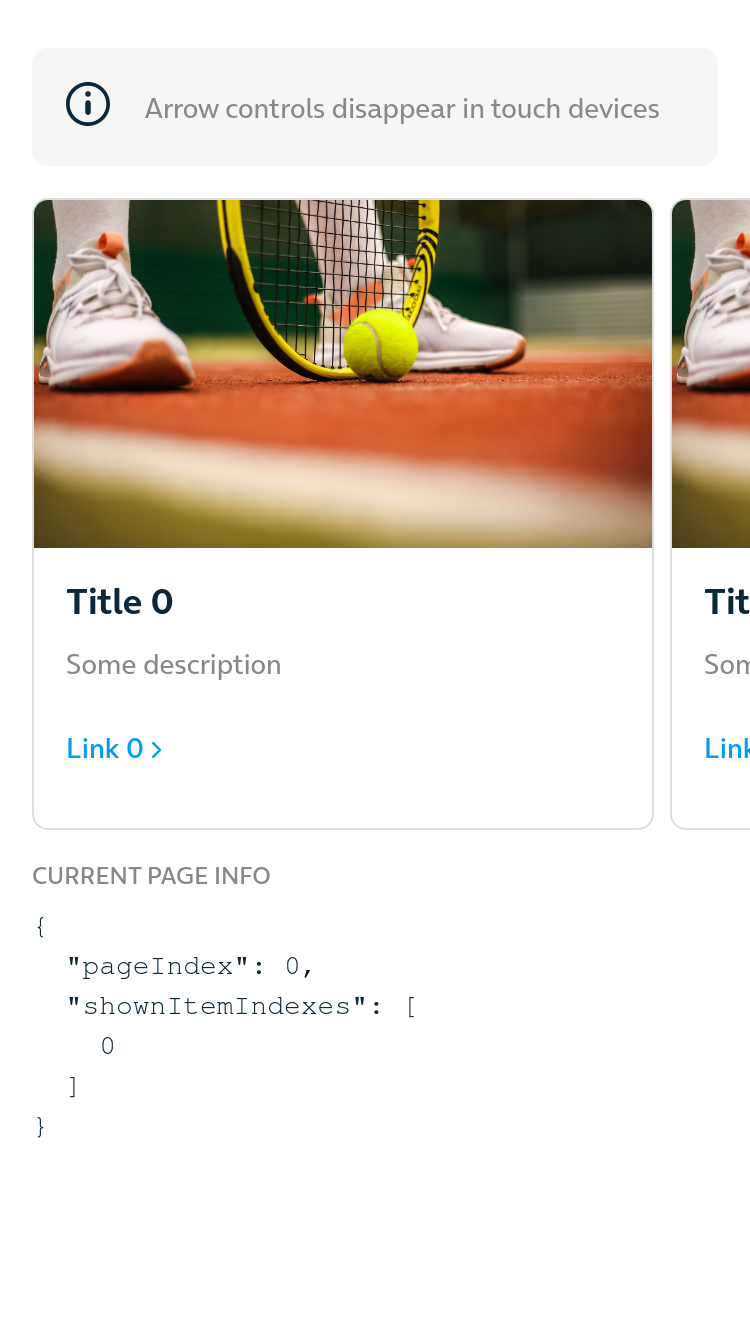 Arrow controls disappear in touch devices
Title 0
Some description
Link 0
Tit
Som
Link
CURRENT PAGE INFO
{
  "pageIndex": 0,
  "shownItemIndexes": [
    0
  ]
}